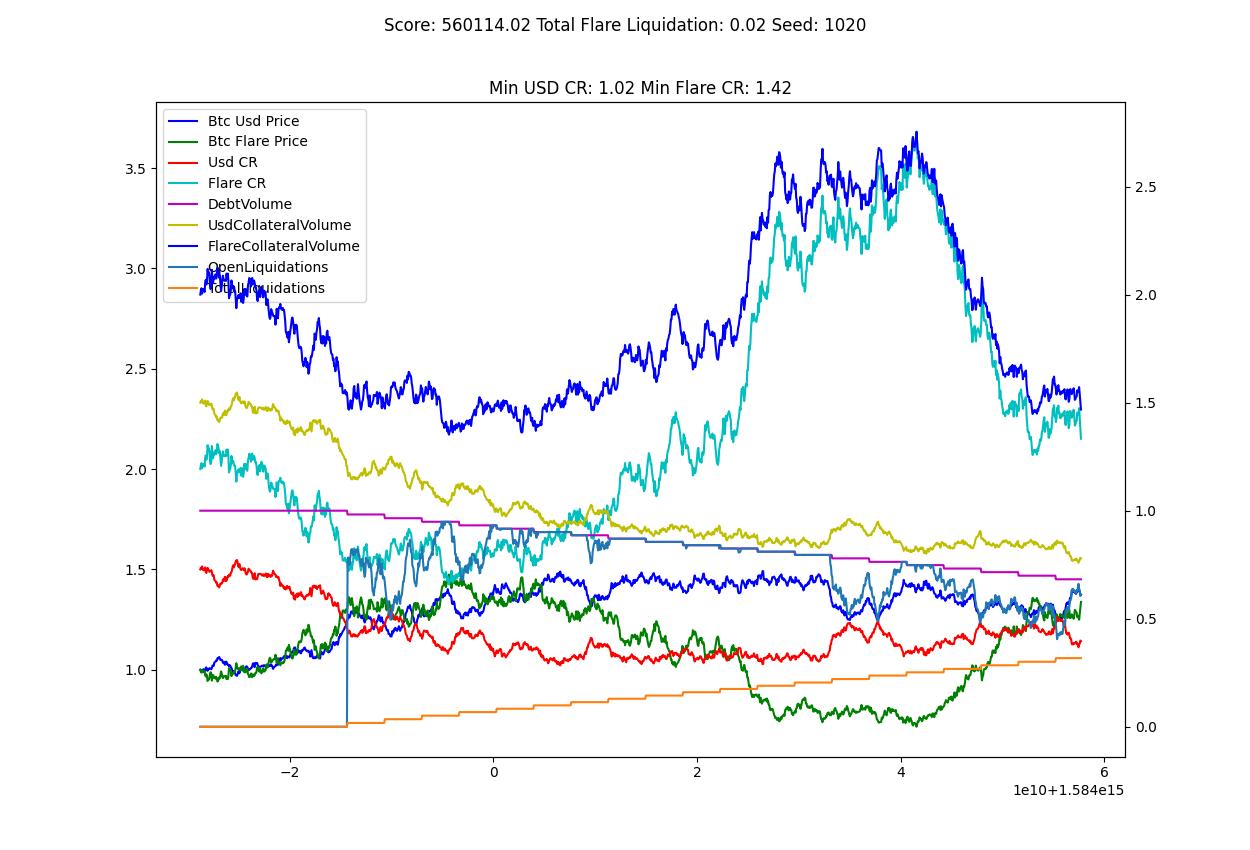 Score: 560114.02 Total Flare Liquidation: 0.02 Seed: 1020
Min USD CR: 1.02 Min Flare CR: 1.42
Btc Usd Price
Btc Flare Price
Usd CR
Flare CR
DebtVolume
UsdCollateralVolume
FlareCollateralVolume
OpenLiquidations
TotalLiquidations
3.5
3.0
2.5
2.0
1.5
1.0
2.5
2.0
1.5
1.0
0.5
0.0
−2
0
2
4
6
1e10+1.584e15